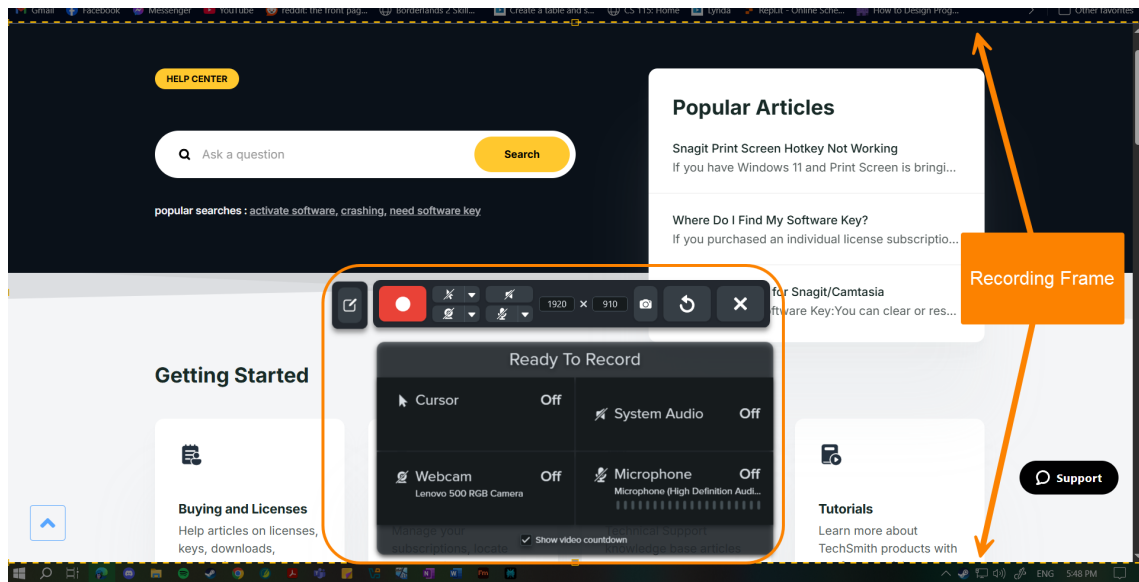 Gmail Facebook Messenger YouTube reddit: the front pag... Borderlands 2 Skill... Create a table and s... CS 115: Home Lynda Repl.it - Online Sche... How to Design Prog... Other favorites
HELP CENTER
Ask a question
Search
popular searches : activate software, crashing, need software key
Popular Articles
Snagit Print Screen Hotkey Not Working
If you have Windows 11 and Print Screen is bringi...
Where Do I Find My Software Key?
If you purchased an individual license subscriptio...
for Snagit/Camtasia
oftware Key:You can clear or res...
Recording Frame
1920 × 910
Ready To Record
Cursor Off
System Audio Off
Webcam Off
Lenovo 500 RGB Camera
Microphone Off
Microphone (High Definition Audi...
Show video countdown
Getting Started
Buying and Licenses
Help articles on licenses,
keys, downloads,
Manage your
subscriptions, locate
Technical Support
knowledge base articles
Tutorials
Learn more about
TechSmith products with
Support
ENG 5:48 PM